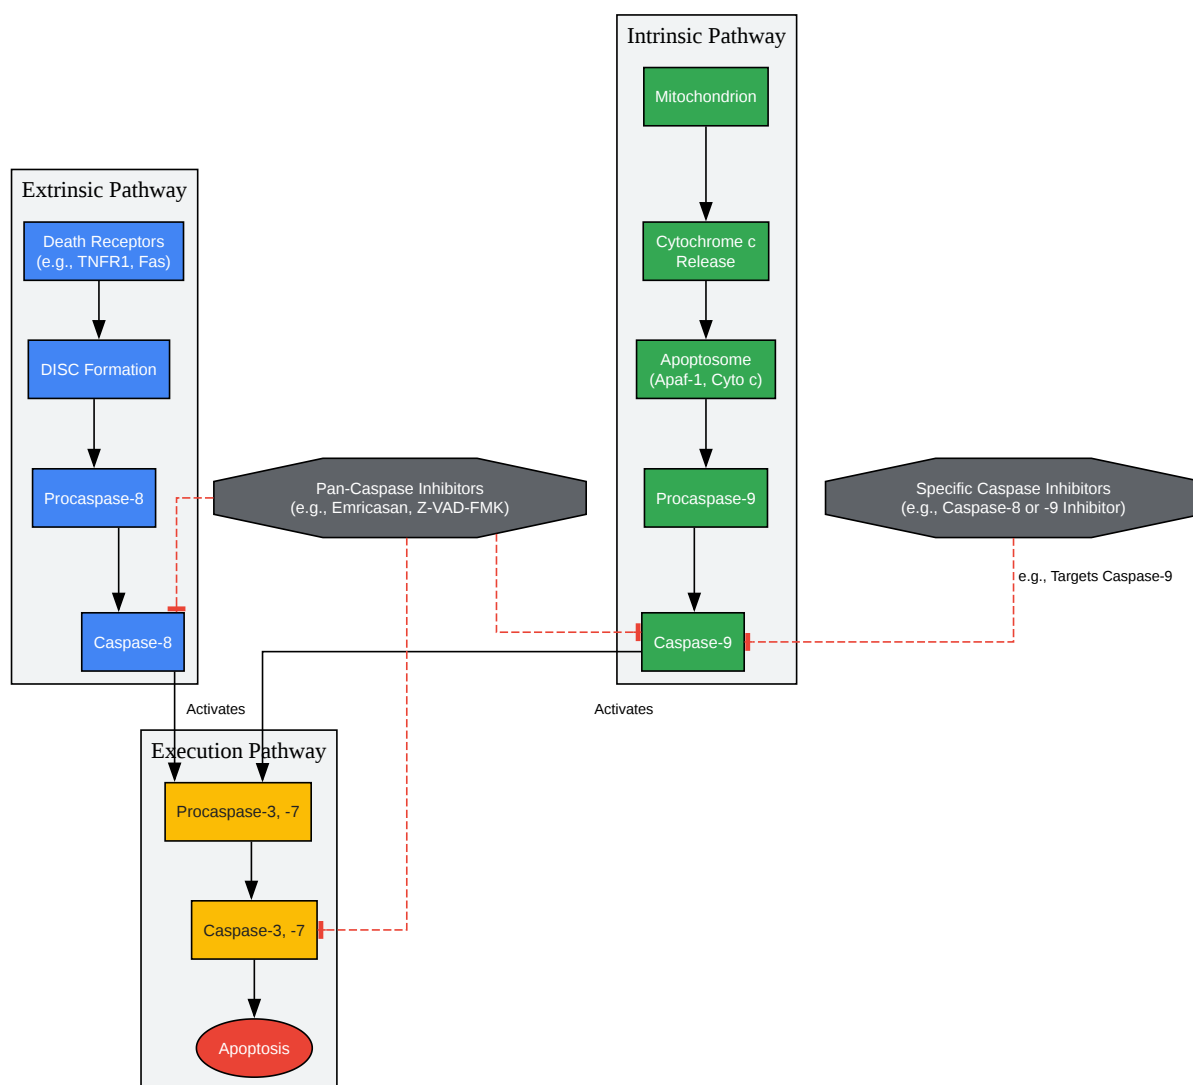 Intrinsic Pathway
Mitochondrion
Extrinsic Pathway
Death Receptors
(e.g., TNFR1, Fas)
Cytochrome c
Release
DISC Formation
Apoptosome
(Apaf-1, Cyto c)
Procaspase-8
Pan-Caspase Inhibitors
(e.g., Emricasan, Z-VAD-FMK)
Procaspase-9
Specific Caspase Inhibitors
(e.g., Caspase-8 or -9 Inhibitor)
e.g., Targets Caspase-9
Caspase-8
Caspase-9
Activates
Activates
Execution Pathway
Procaspase-3, -7
Caspase-3, -7
Apoptosis